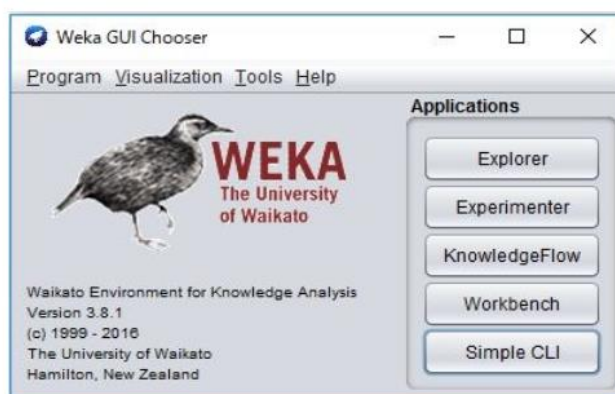 Weka GUI Chooser
Program Visualization Tools Help
WEKA
The University
of Waikato
Waikato Environment for Knowledge Analysis
Version 3.8.1
(c) 1999 - 2016
The University of Waikato
Hamilton, New Zealand
Applications
Explorer
Experimenter
KnowledgeFlow
Workbench
Simple CLI